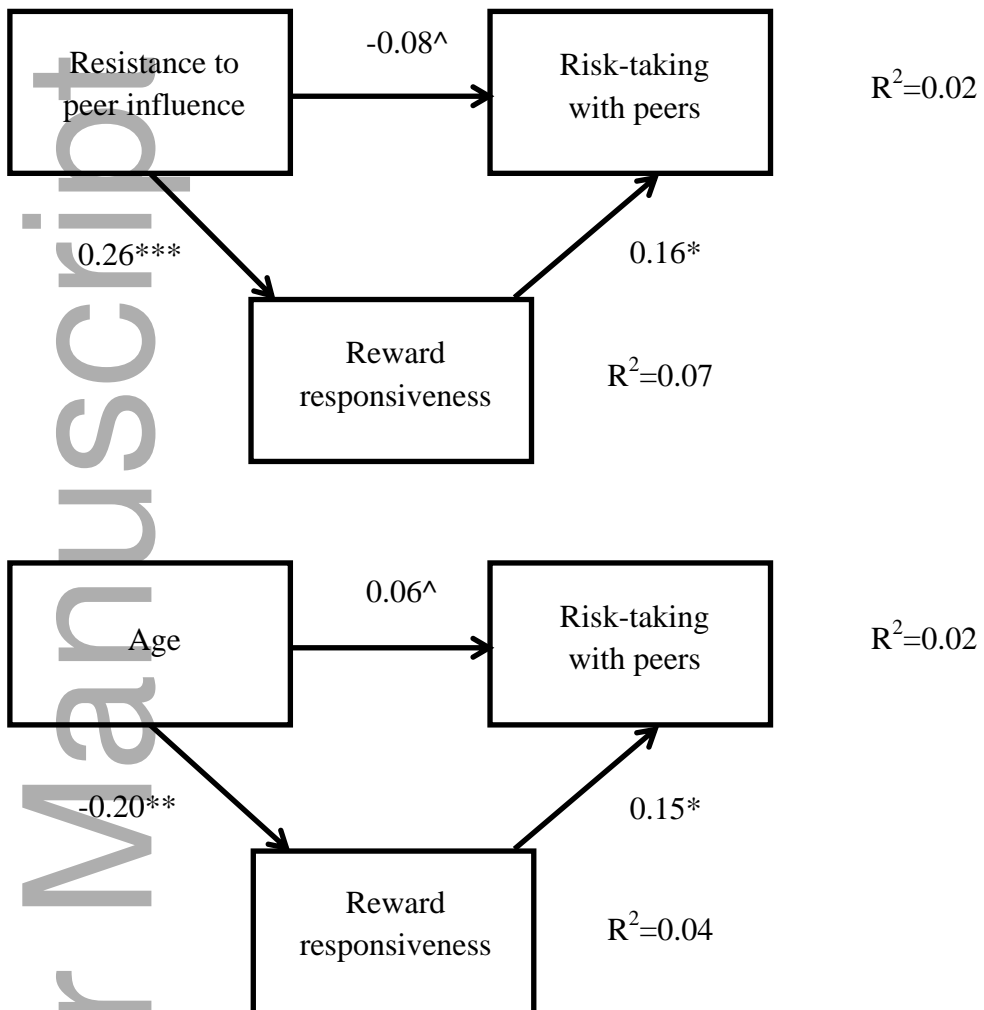 -0.08^
Resistance to
peer influence
Risk-taking
with peers
R²=0.02
0.26***
0.16*
Reward
responsiveness
R²=0.07
0.06^
Age
Risk-taking
with peers
R²=0.02
-0.20**
0.15*
Reward
responsiveness
R²=0.04
r Manuscript